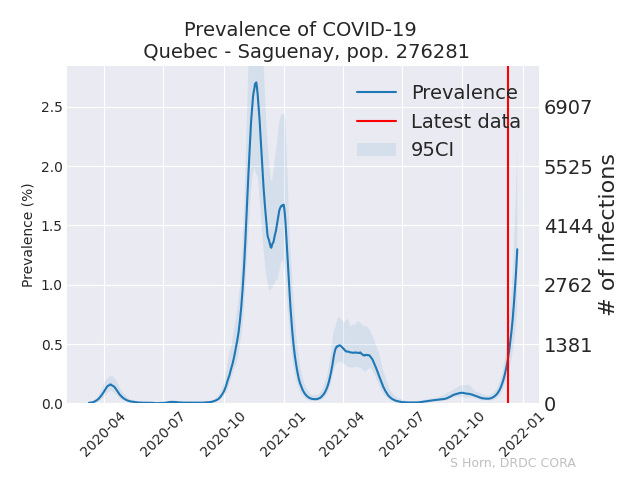 Prevalence of COVID-19
Quebec - Saguenay, pop. 276281
Prevalence
Latest data
95CI
Prevalence (%)
2.5
2.0
1.5
1.0
0.5
0.0
6907
5525
4144
2762
1381
0
# of infections
2020-04
2020-07
2020-10
2021-01
2021-04
2021-07
2021-10
2022-01
S Horn, DRDC CORA